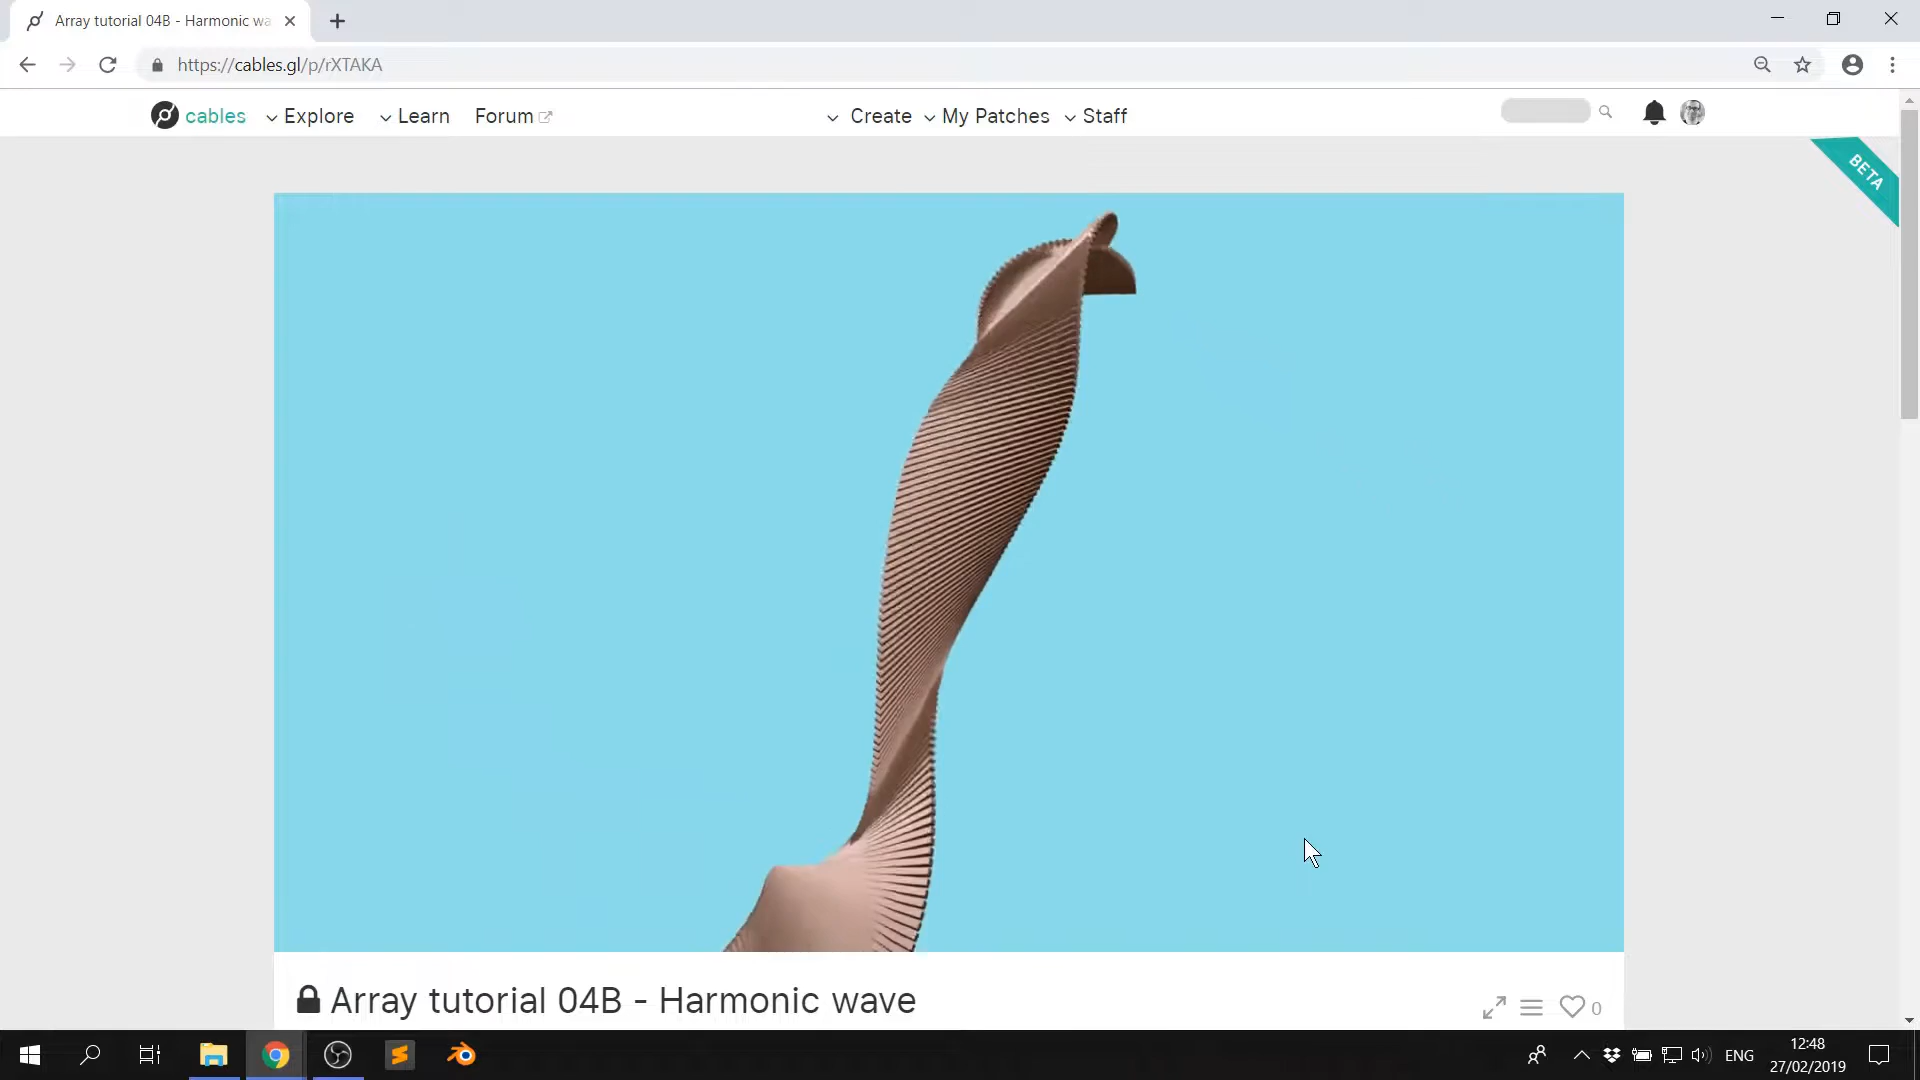 Array tutorial 04B - Harmonic wa
https://cables.gl/p/rXTAKA
cables Explore Learn Forum Create My Patches Staff
BETA
Array tutorial 04B - Harmonic wave
0
ENG
12:48
27/02/2019